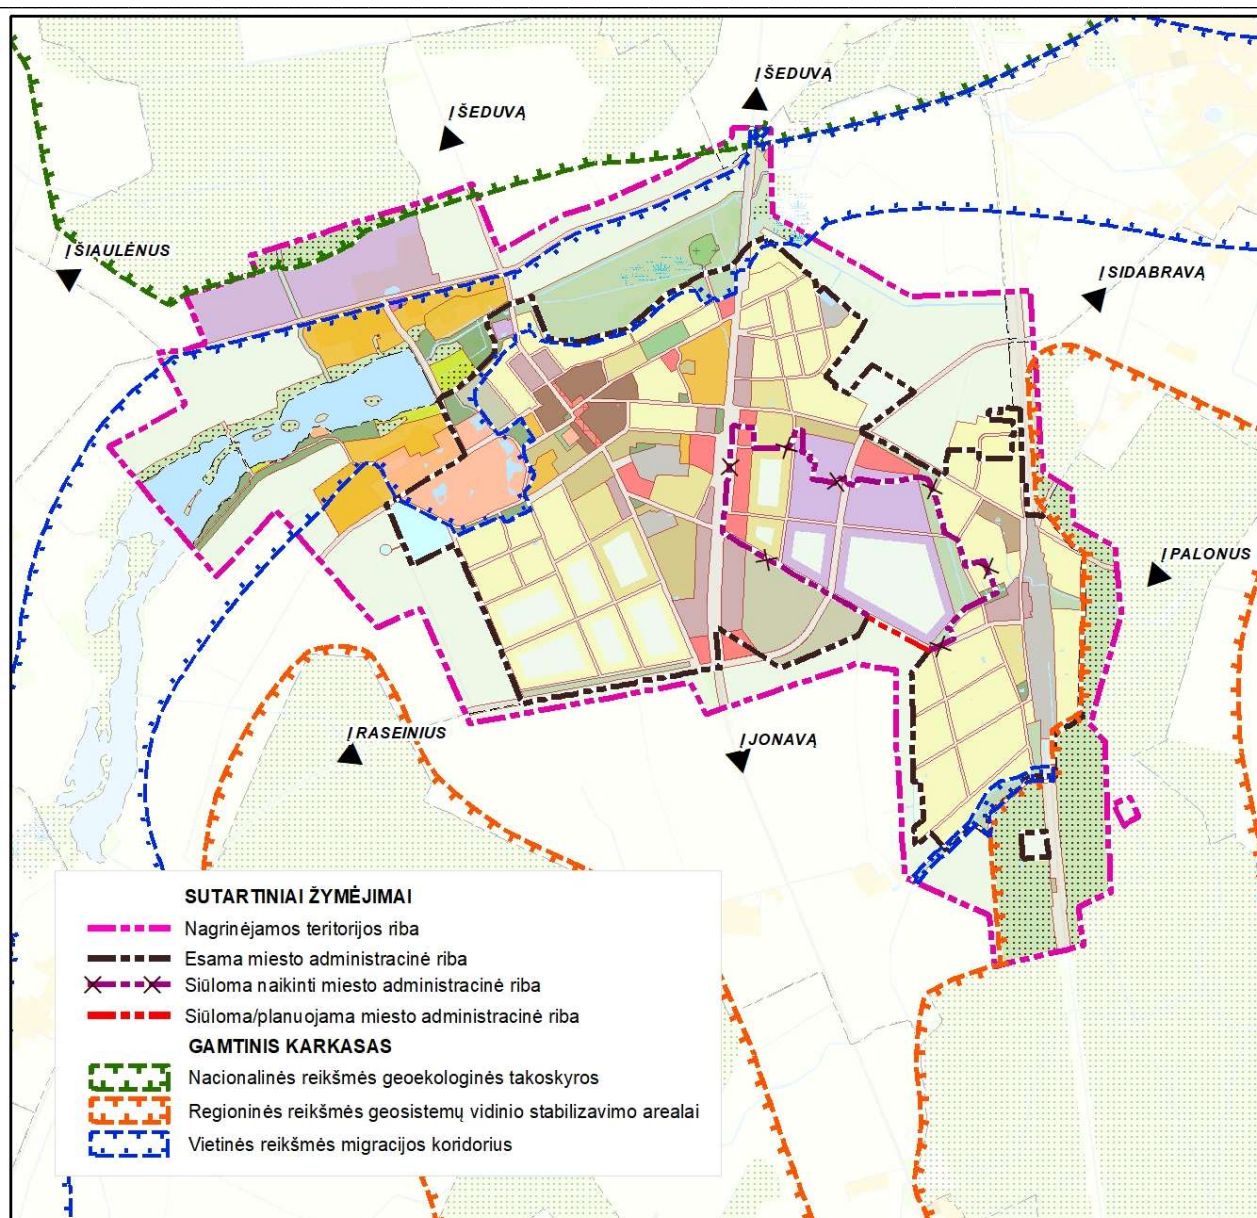 Į ŠEDUVĄ
Į ŠEDUVĄ
Į ŠIAULĖNUS
Į SIDABRAVĄ
Į PALONUS
Į RASEINIUS
Į JONAVĄ
SUTARTINIAI ŽYMĖJIMAI
Nagrinėjamos teritorijos riba
Esama miesto administracinė riba
Siūloma naikinti miesto administracinė riba
Siūloma/planuojama miesto administracinė riba
GAMTINIS KARKASAS
Nacionalinės reikšmės geoekologinės takoskyros
Regioninės reikšmės geosistemų vidinio stabilizavimo arealai
Vietinės reikšmės migracijos koridorius